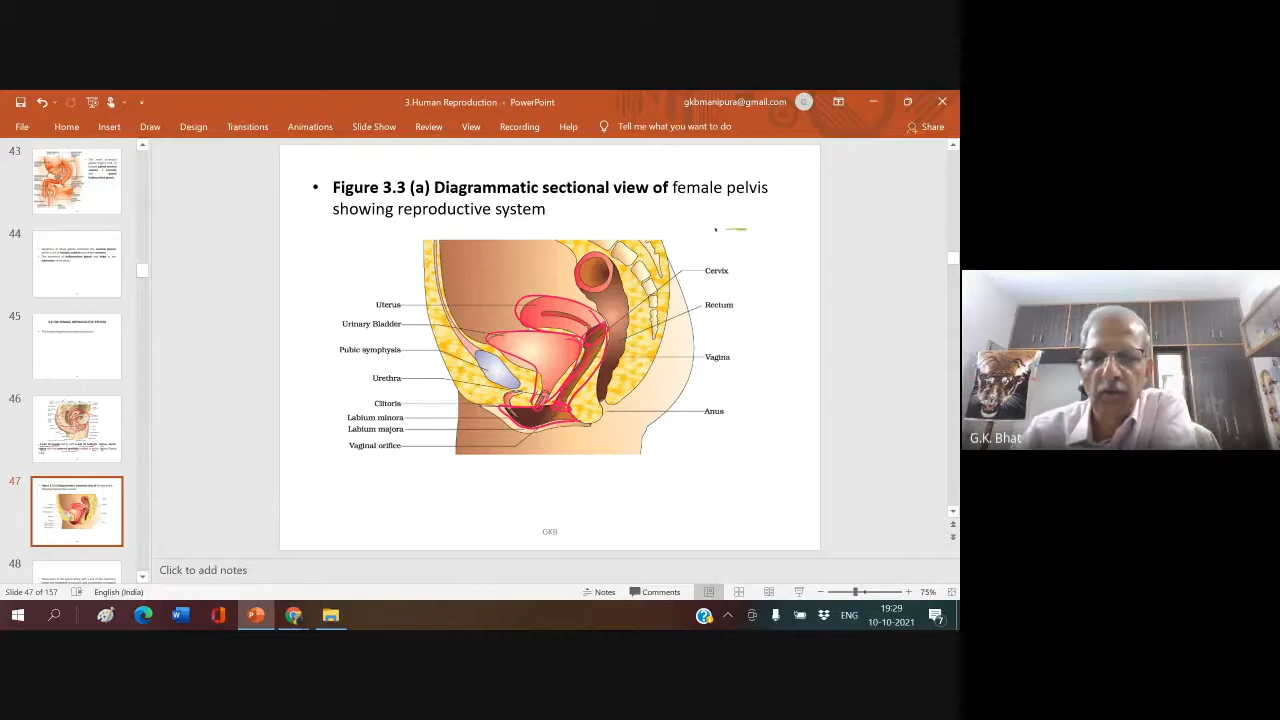 3.Human Reproduction - PowerPoint
gkbmanipura@gmail.com
G
File Home Insert Draw Design Transitions Animations Slide Show Review View Recording Help Tell me what you want to do
Share
43
44
45
46
47
48
Figure 3.3 (a) Diagrammatic sectional view of female pelvis
showing reproductive system
Uterus
Urinary Bladder
Pubic symphysis
Urethra
Clitoris
Labium minora
Labium majora
Vaginal orifice
Cervix
Rectum
Vagina
Anus
GKB
G.K. Bhat
Click to add notes
Slide 47 of 157 English (India) Notes Comments 75%
ENG
19:29
10-10-2021
7